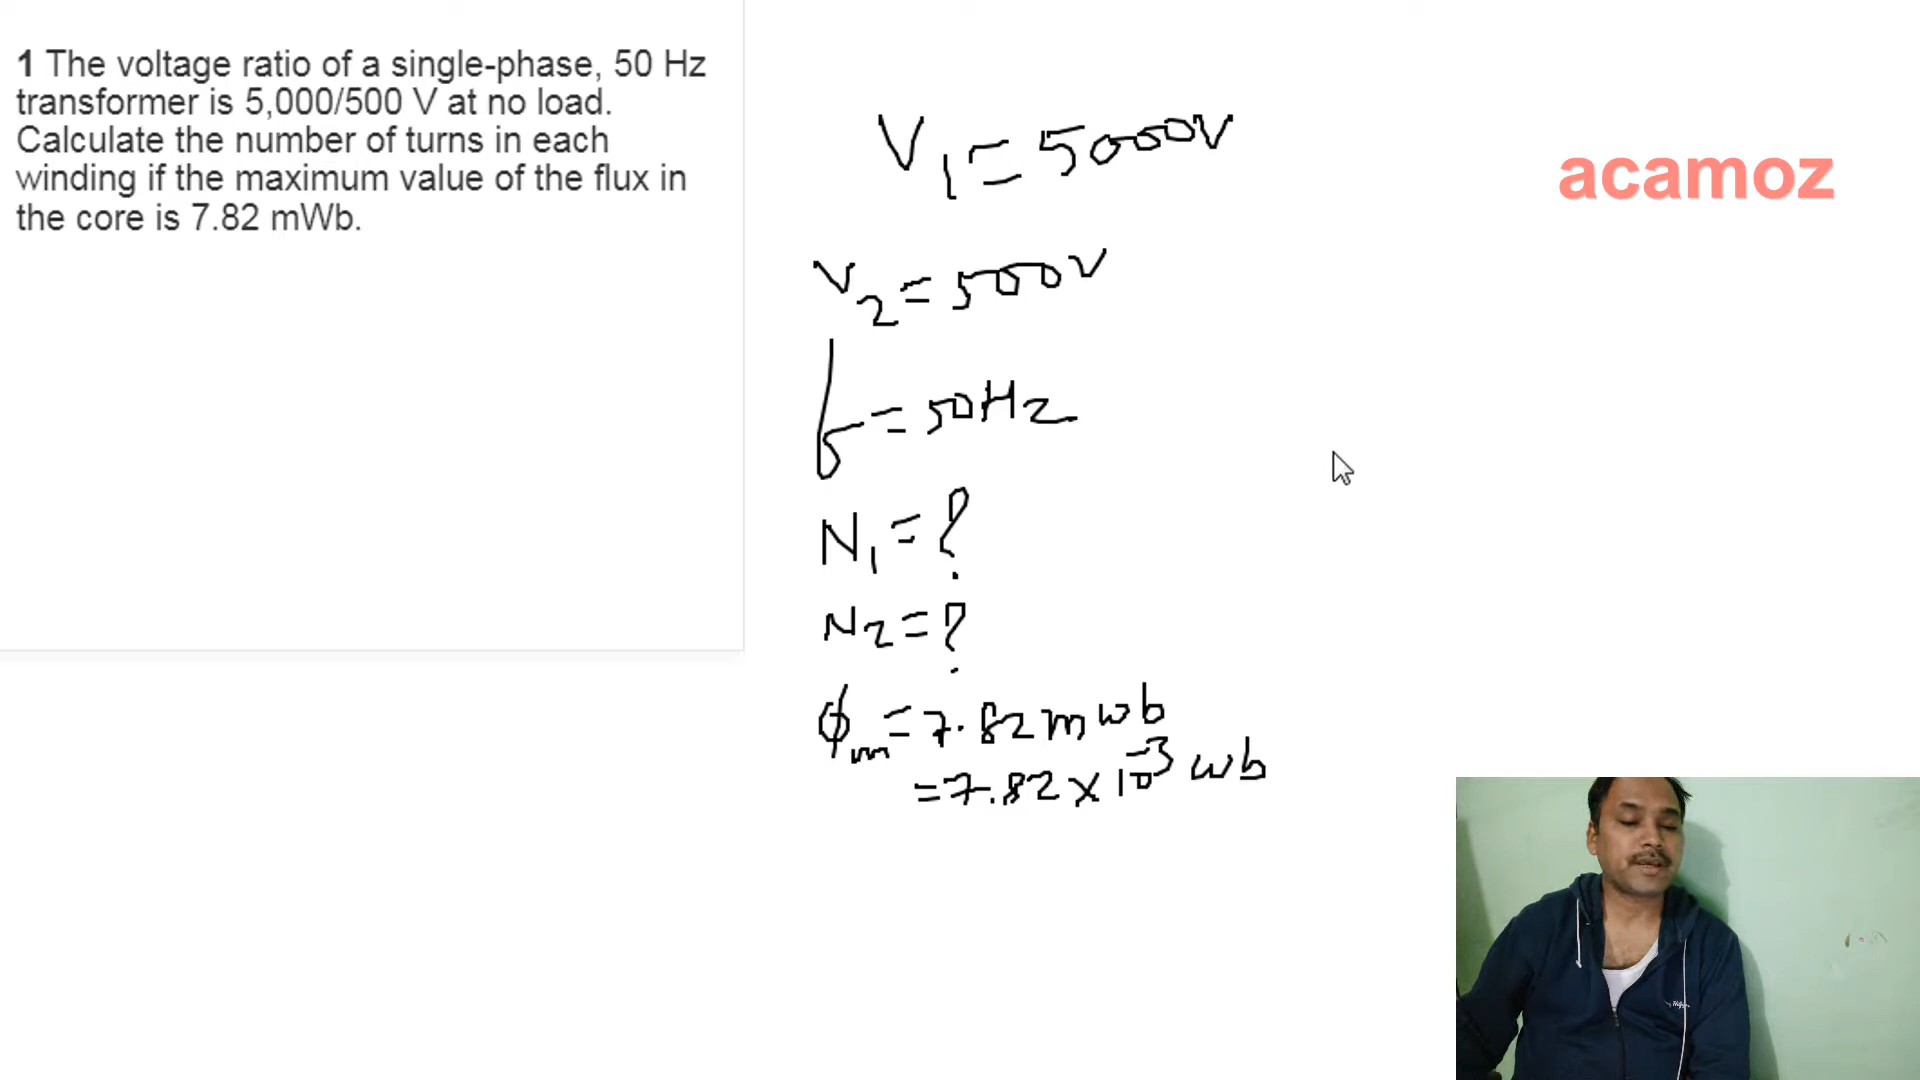 1 The voltage ratio of a single-phase, 50 Hz
transformer is 5,000/500 V at no load.
Calculate the number of turns in each
winding if the maximum value of the flux in
the core is 7.82 mWb.
V1 = 5000V
acamoz
V2 = 500V
f = 50Hz
N1 = ?
N2 = ?
ϕm = 7.82 mwb
= 7.82 x 10-3 wb